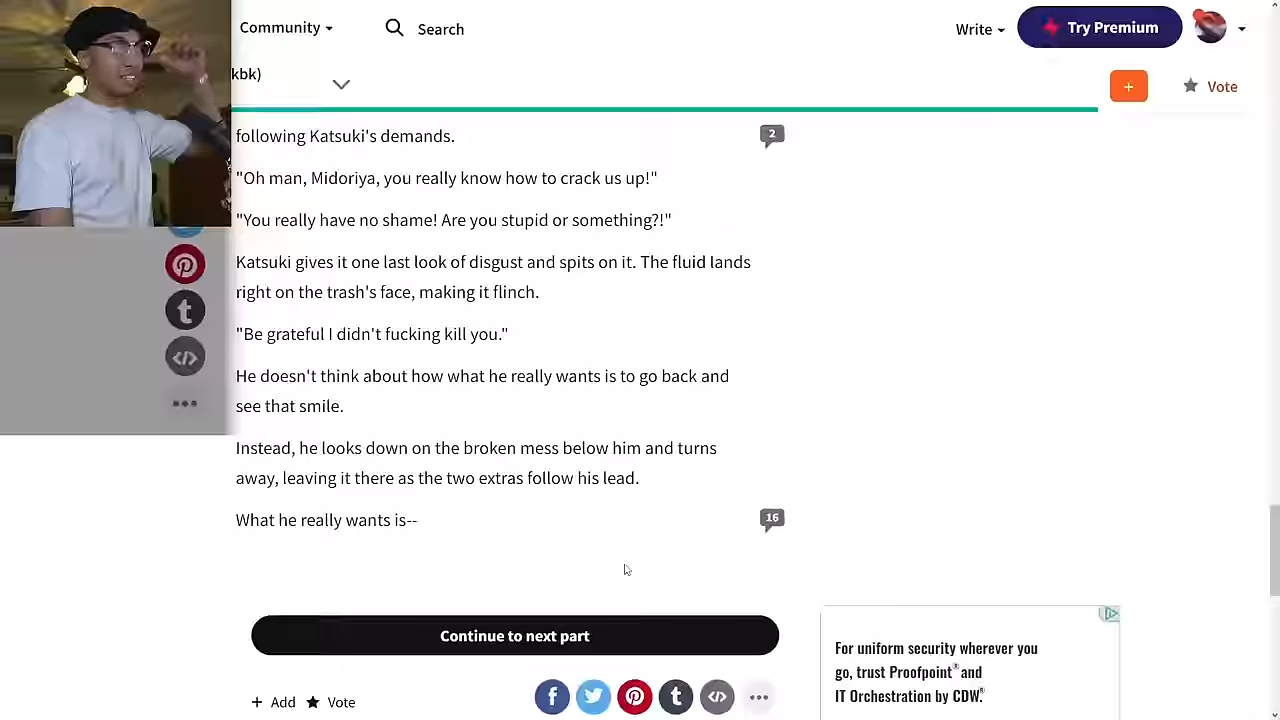 Community
Search
Write
Try Premium
kbk)
+
Vote
following Katsuki's demands.
2
"Oh man, Midoriya, you really know how to crack us up!"
"You really have no shame! Are you stupid or something?!"
Katsuki gives it one last look of disgust and spits on it. The fluid lands
right on the trash's face, making it flinch.
"Be grateful I didn't fucking kill you."
He doesn't think about how what he really wants is to go back and
see that smile.
Instead, he looks down on the broken mess below him and turns
away, leaving it there as the two extras follow his lead.
What he really wants is--
16
Continue to next part
+ Add
Vote
For uniform security wherever you
go, trust Proofpoint® and
IT Orchestration by CDW®